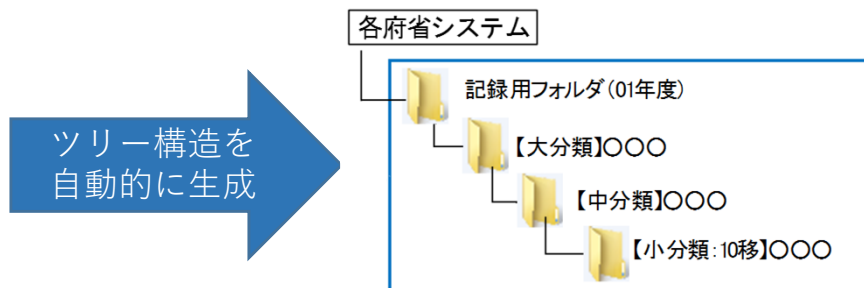 各府省システム
記録用フォルダ(01年度)
ツリー構造を
自動的に生成
【大分類】〇〇〇
【中分類】〇〇〇
【小分類:10移】〇〇〇